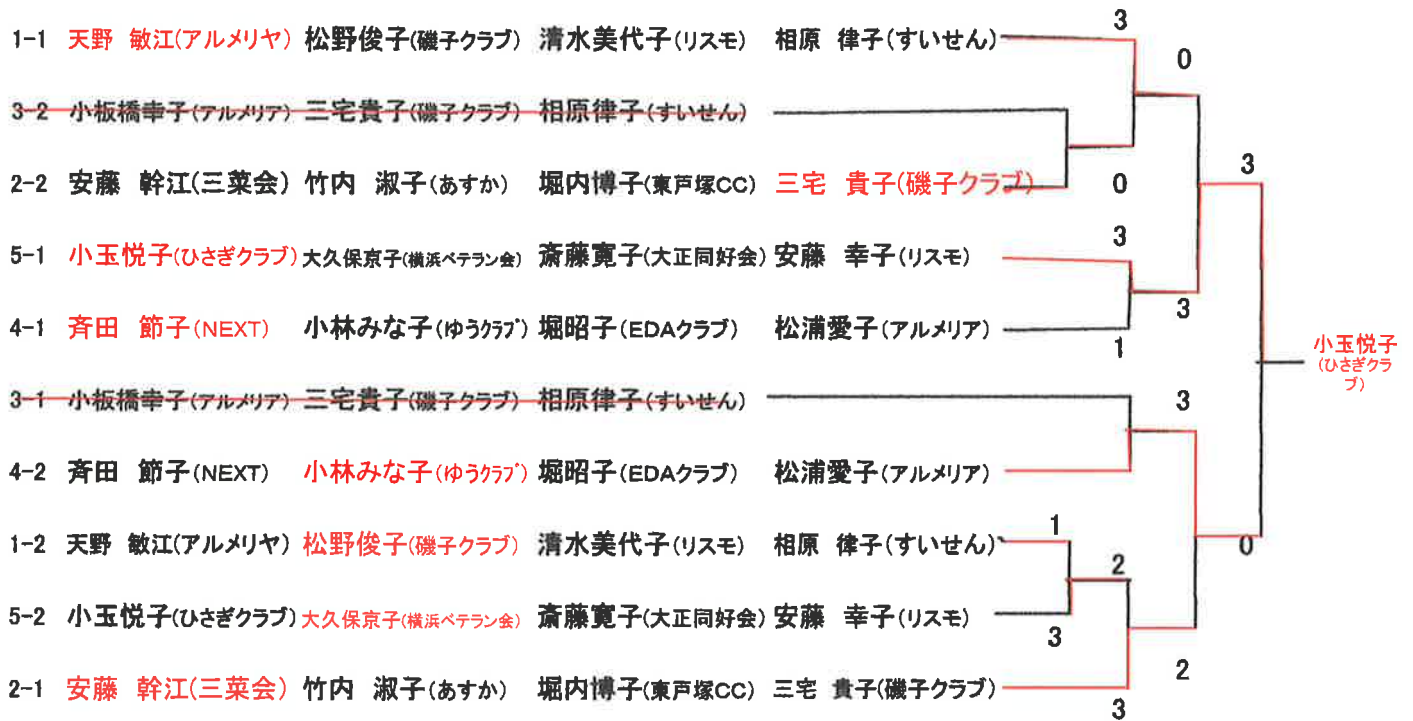 1-1 天野 敏江(アルメリヤ) 松野俊子(磯子クラブ) 清水美代子(リスモ) 相原 律子(すいせん) 3
0
3-2 小板橋幸子(アルメリア) 三宅貴子(磯子クラブ) 相原律子(すいせん)
2-2 安藤 幹江(三菜会) 竹内 淑子(あすか) 堀内博子(東戸塚CC) 三宅 貴子(磯子クラブ) 0 3
5-1 小玉悦子(ひさぎクラブ) 大久保京子(横浜ベテラン会) 斎藤寛子(大正同好会) 安藤 幸子(リスモ) 3
3
4-1 斉田 節子(NEXT) 小林みな子(ゆうクラブ) 堀昭子(EDAクラブ) 松浦愛子(アルメリア) 1
小玉悦子
(ひさぎクラ
ブ)
3-1 小板橋幸子(アルメリア) 三宅貴子(磯子クラブ) 相原律子(すいせん) 3
4-2 斉田 節子(NEXT) 小林みな子(ゆうクラブ) 堀昭子(EDAクラブ) 松浦愛子(アルメリア)
1-2 天野 敏江(アルメリヤ) 松野俊子(磯子クラブ) 清水美代子(リスモ) 相原 律子(すいせん) 1 0
2
5-2 小玉悦子(ひさぎクラブ) 大久保京子(横浜ベテラン会) 斎藤寛子(大正同好会) 安藤 幸子(リスモ) 3
2
2-1 安藤 幹江(三菜会) 竹内 淑子(あすか) 堀内博子(東戸塚CC) 三宅 貴子(磯子クラブ) 3